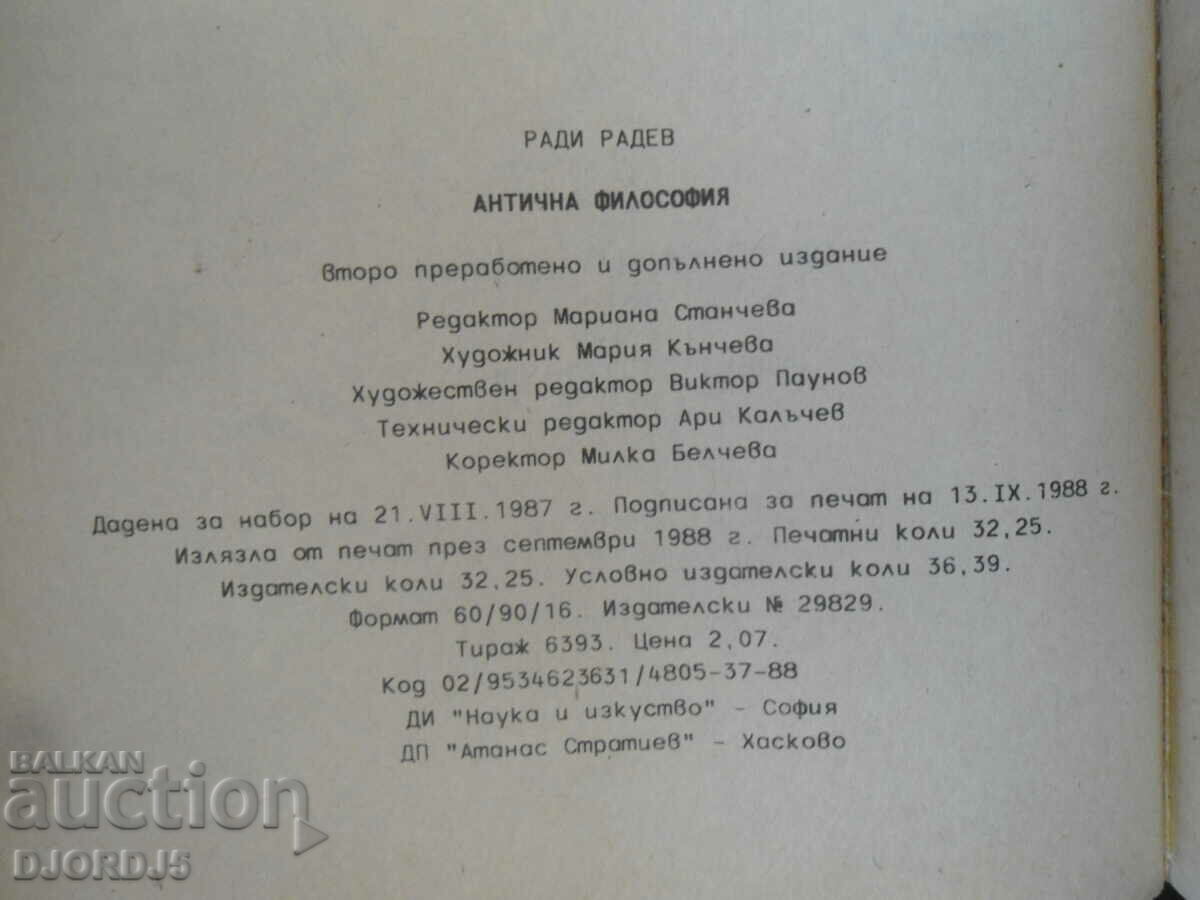 РАДИ РАДЕВ
АНТИЧНА ФИЛОСОФИЯ
Второ преработено и допълнено издание
Редактор Мариана Станчева
Художник Мария Кънчева
Художествен редактор Виктор Паунов
Технически редактор Ари Калъчев
Коректор Милка Белчева
Дадена за набор на 21.VIII.1987 г. Подписана за печат на 13.IX.1988 г.
Излязла от печат през септември 1988 г. Печатни коли 32,25.
Издателски коли 32,25. Условно издателски коли 36,39.
Формат 60/90/16. Издателски № 29829.
Тираж 6393. Цена 2,07.
Код 02/9534623631/4805-37-88
ДИ "Наука и изкуство" - София
ДП "Атанас Стратиев" - Хасково
BALKAN
auction
DJORDJ5